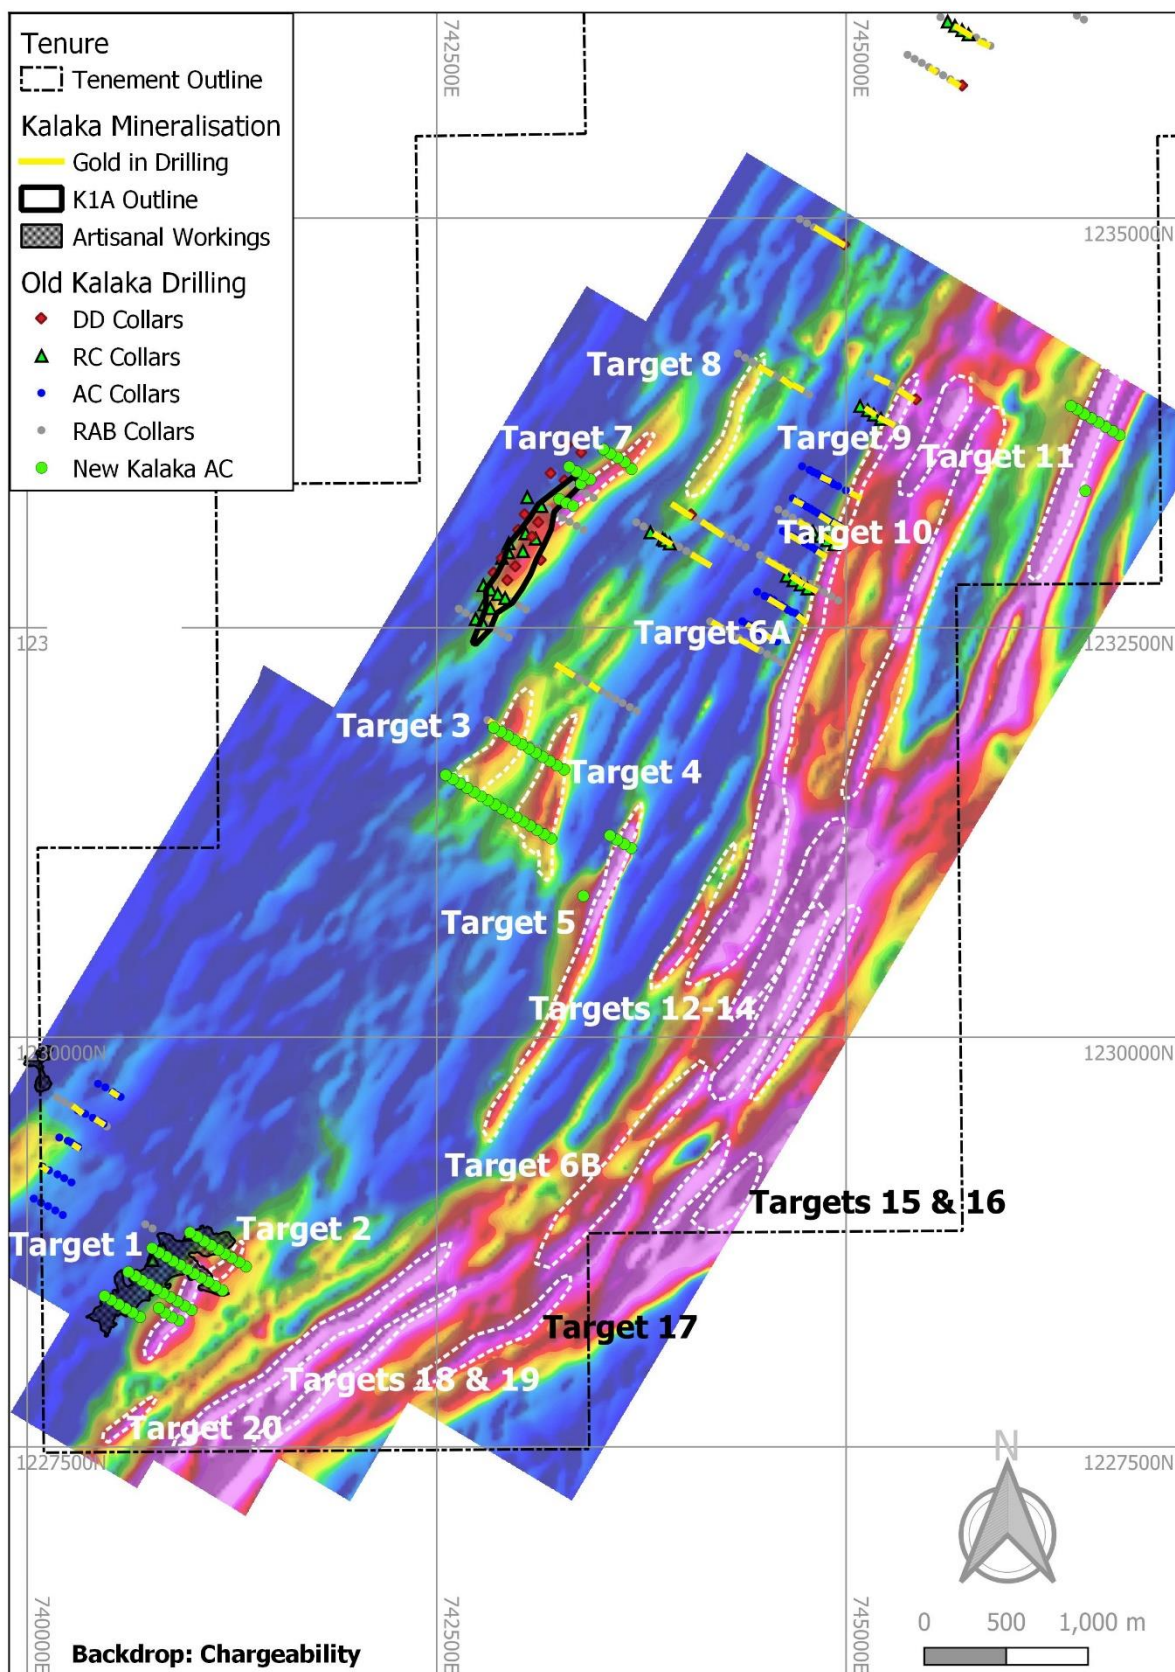 Tenure
Tenement Outline
Kalaka Mineralisation
Gold in Drilling
K1A Outline
Artisanal Workings
Old Kalaka Drilling
DD Collars
RC Collars
AC Collars
RAB Collars
New Kalaka AC
742500E
745000E
1235000N
Target 8
Target 7
Target 9
Target 11
Target 10
123
Target 6A
1232500N
Target 3
Target 4
Target 5
Targets 12-14
1230000N
1230000N
Target 6B
Targets 15 & 16
Target 2
Target 1
Target 17
Targets 18 & 19
Target 20
1227500N
1227500N
N
740000E
742500E
745000E
0 500 1,000 m
Backdrop: Chargeability